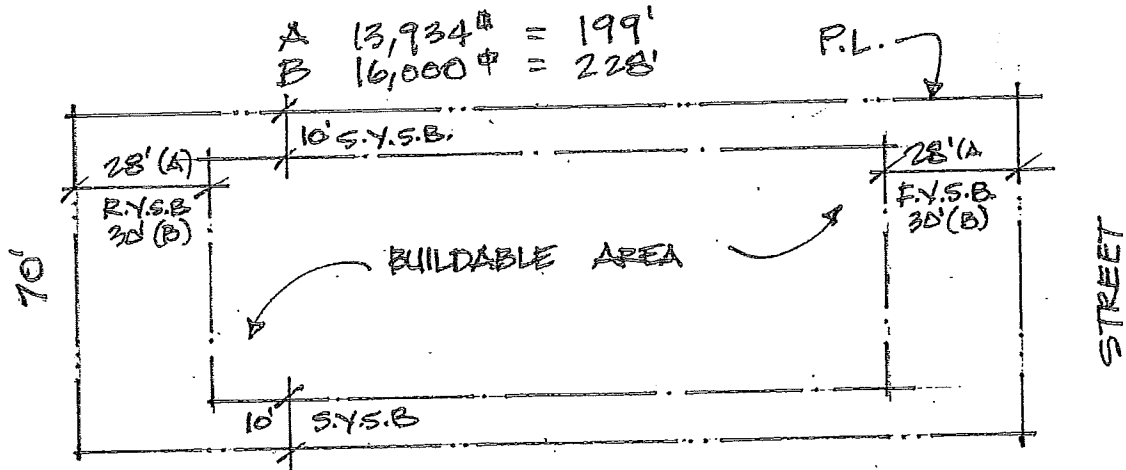 A 13,934⌗ = 199'
B 16,000⌗ = 228'
P.L.
10' S.Y.S.B.
28' (A)
R.Y.S.B
30' (B)
28' (A
F.Y.S.B.
30' (B)
BUILDABLE AREA
70'
STREET
10' S.Y.S.B